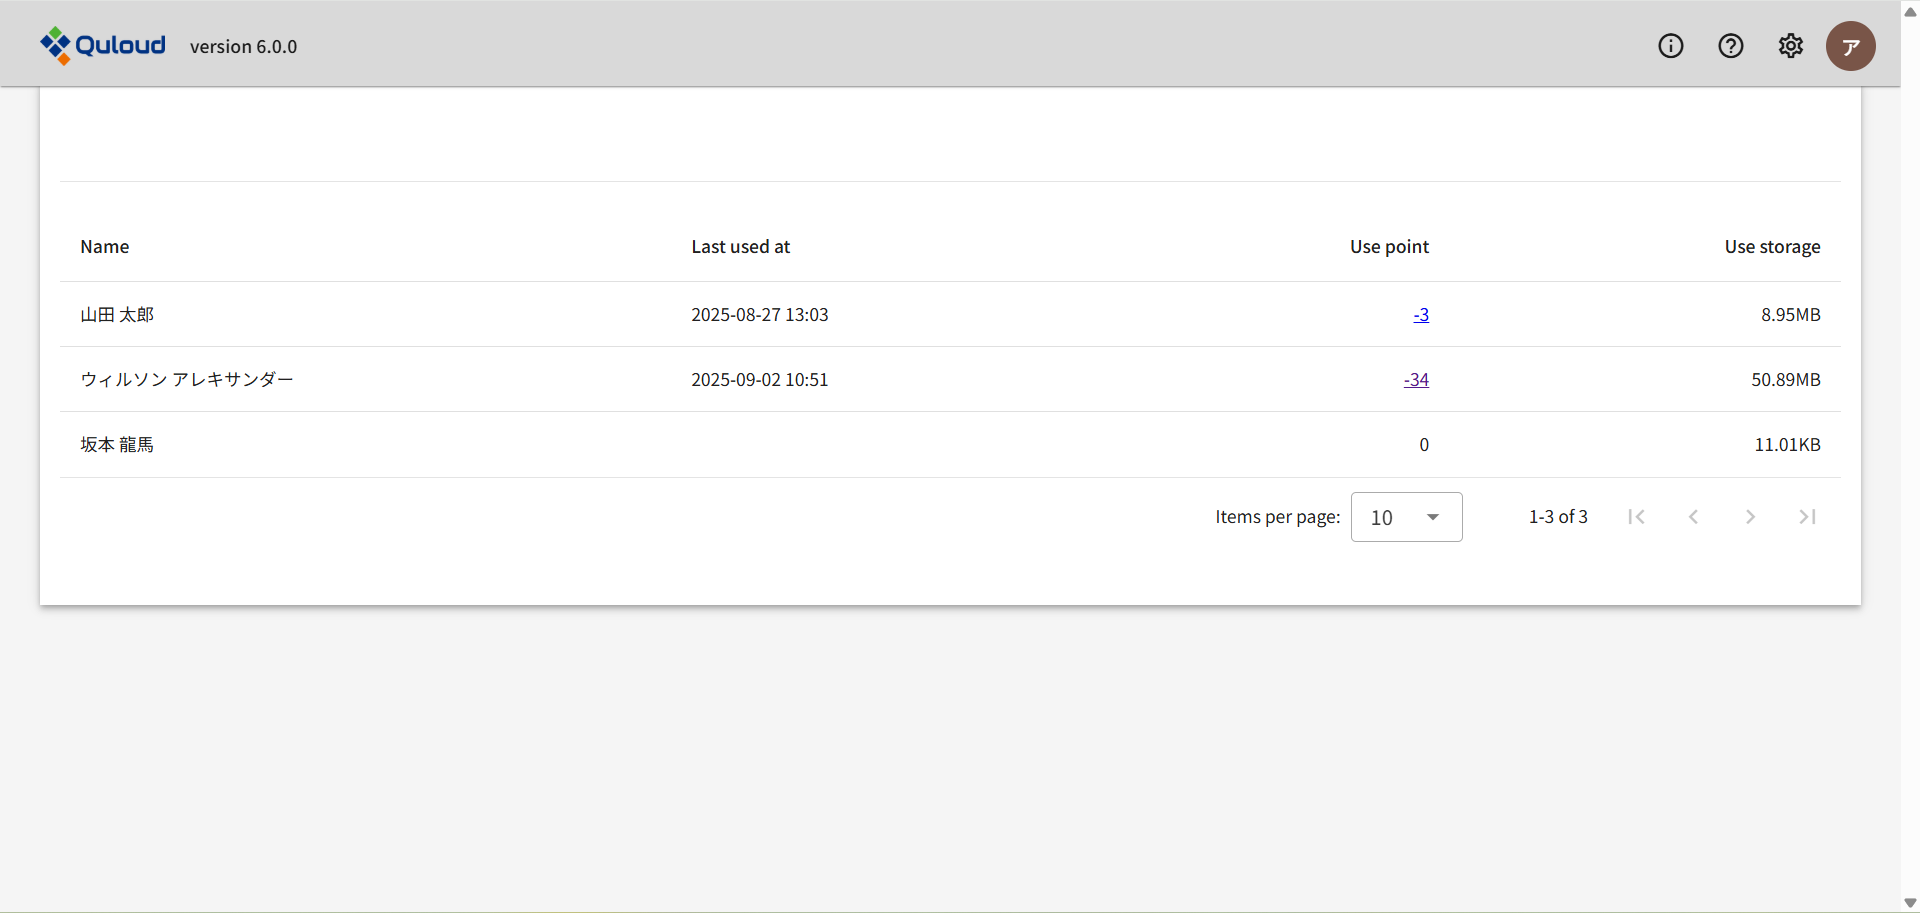 Quloud version 6.0.0 ア
Name Last used at Use point Use storage
山田 太郎 2025-08-27 13:03 -3 8.95MB
ウィルソン アレキサンダー 2025-09-02 10:51 -34 50.89MB
坂本 龍馬 0 11.01KB
Items per page: 10 1-3 of 3